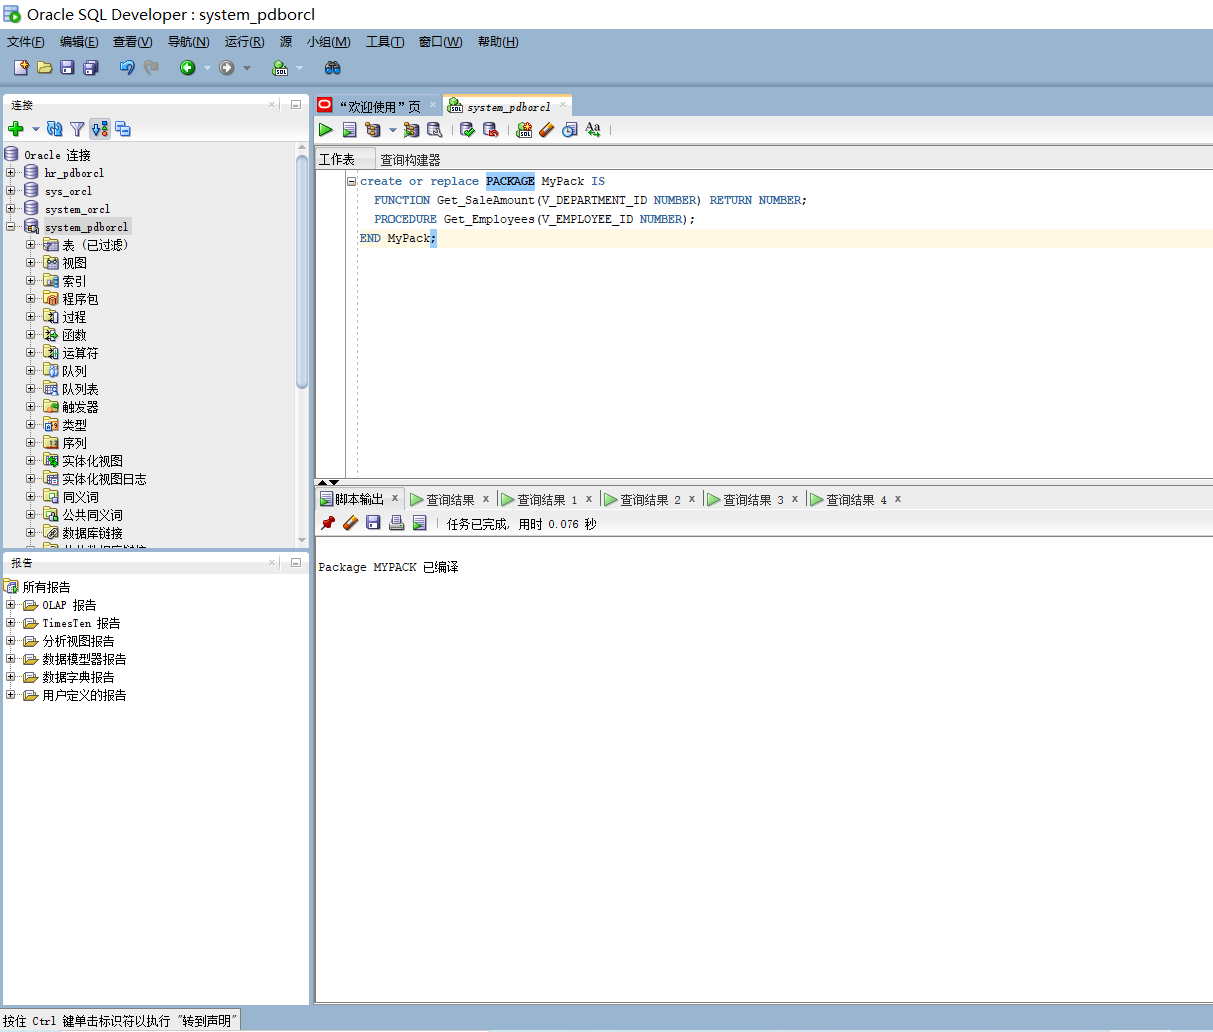 Oracle SQL Developer : system_pdborcl
文件(F) 编辑(E) 查看(V) 导航(N) 运行(R) 源 小组(M) 工具(T) 窗口(W) 帮助(H)
连接
Oracle 连接
hr_pdborcl
sys_orcl
system_orcl
system_pdborcl
表 (已过滤)
视图
索引
程序包
过程
函数
运算符
队列
队列表
触发器
类型
序列
实体化视图
实体化视图日志
同义词
公共同义词
数据库链接
报告
所有报告
OLAP 报告
TimesTen 报告
分析视图报告
数据模型器报告
数据字典报告
用户定义的报告
“欢迎使用”页 system_pdborcl
工作表 查询构建器
create or replace PACKAGE MyPack IS
FUNCTION Get_SaleAmount(V_DEPARTMENT_ID NUMBER) RETURN NUMBER;
PROCEDURE Get_Employees(V_EMPLOYEE_ID NUMBER);
END MyPack;
脚本输出 x 查询结果 x 查询结果 1 x 查询结果 2 x 查询结果 3 x 查询结果 4 x
任务已完成, 用时 0.076 秒
Package MYPACK 已编译
按住 Ctrl 键单击标识符以执行 "转到声明"